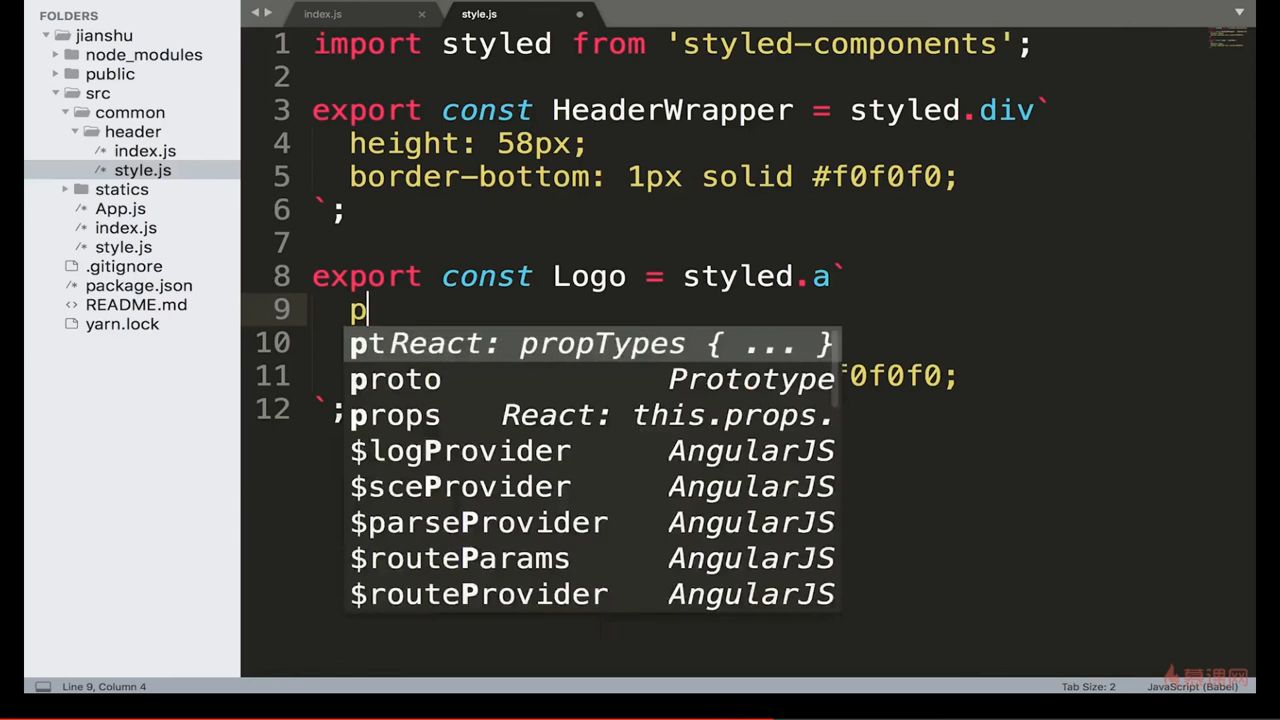 FOLDERS
jianshu
node_modules
public
src
common
header
index.js
style.js
statics
App.js
index.js
style.js
.gitignore
package.json
README.md
yarn.lock
index.js ×
style.js
1 import styled from 'styled-components';
2
3 export const HeaderWrapper = styled.div`
4 height: 58px;
5 border-bottom: 1px solid #f0f0f0;
6 `;
7
8 export const Logo = styled.a`
9 p
10
11 f0f0f0;
12 `;
pt React: propTypes { ... }
proto Prototype
props React: this.props.
$logProvider AngularJS
$sceProvider AngularJS
$parseProvider AngularJS
$routeParams AngularJS
$routeProvider AngularJS
慕课网
Line 9, Column 4
Tab Size: 2
JavaScript (Babel)